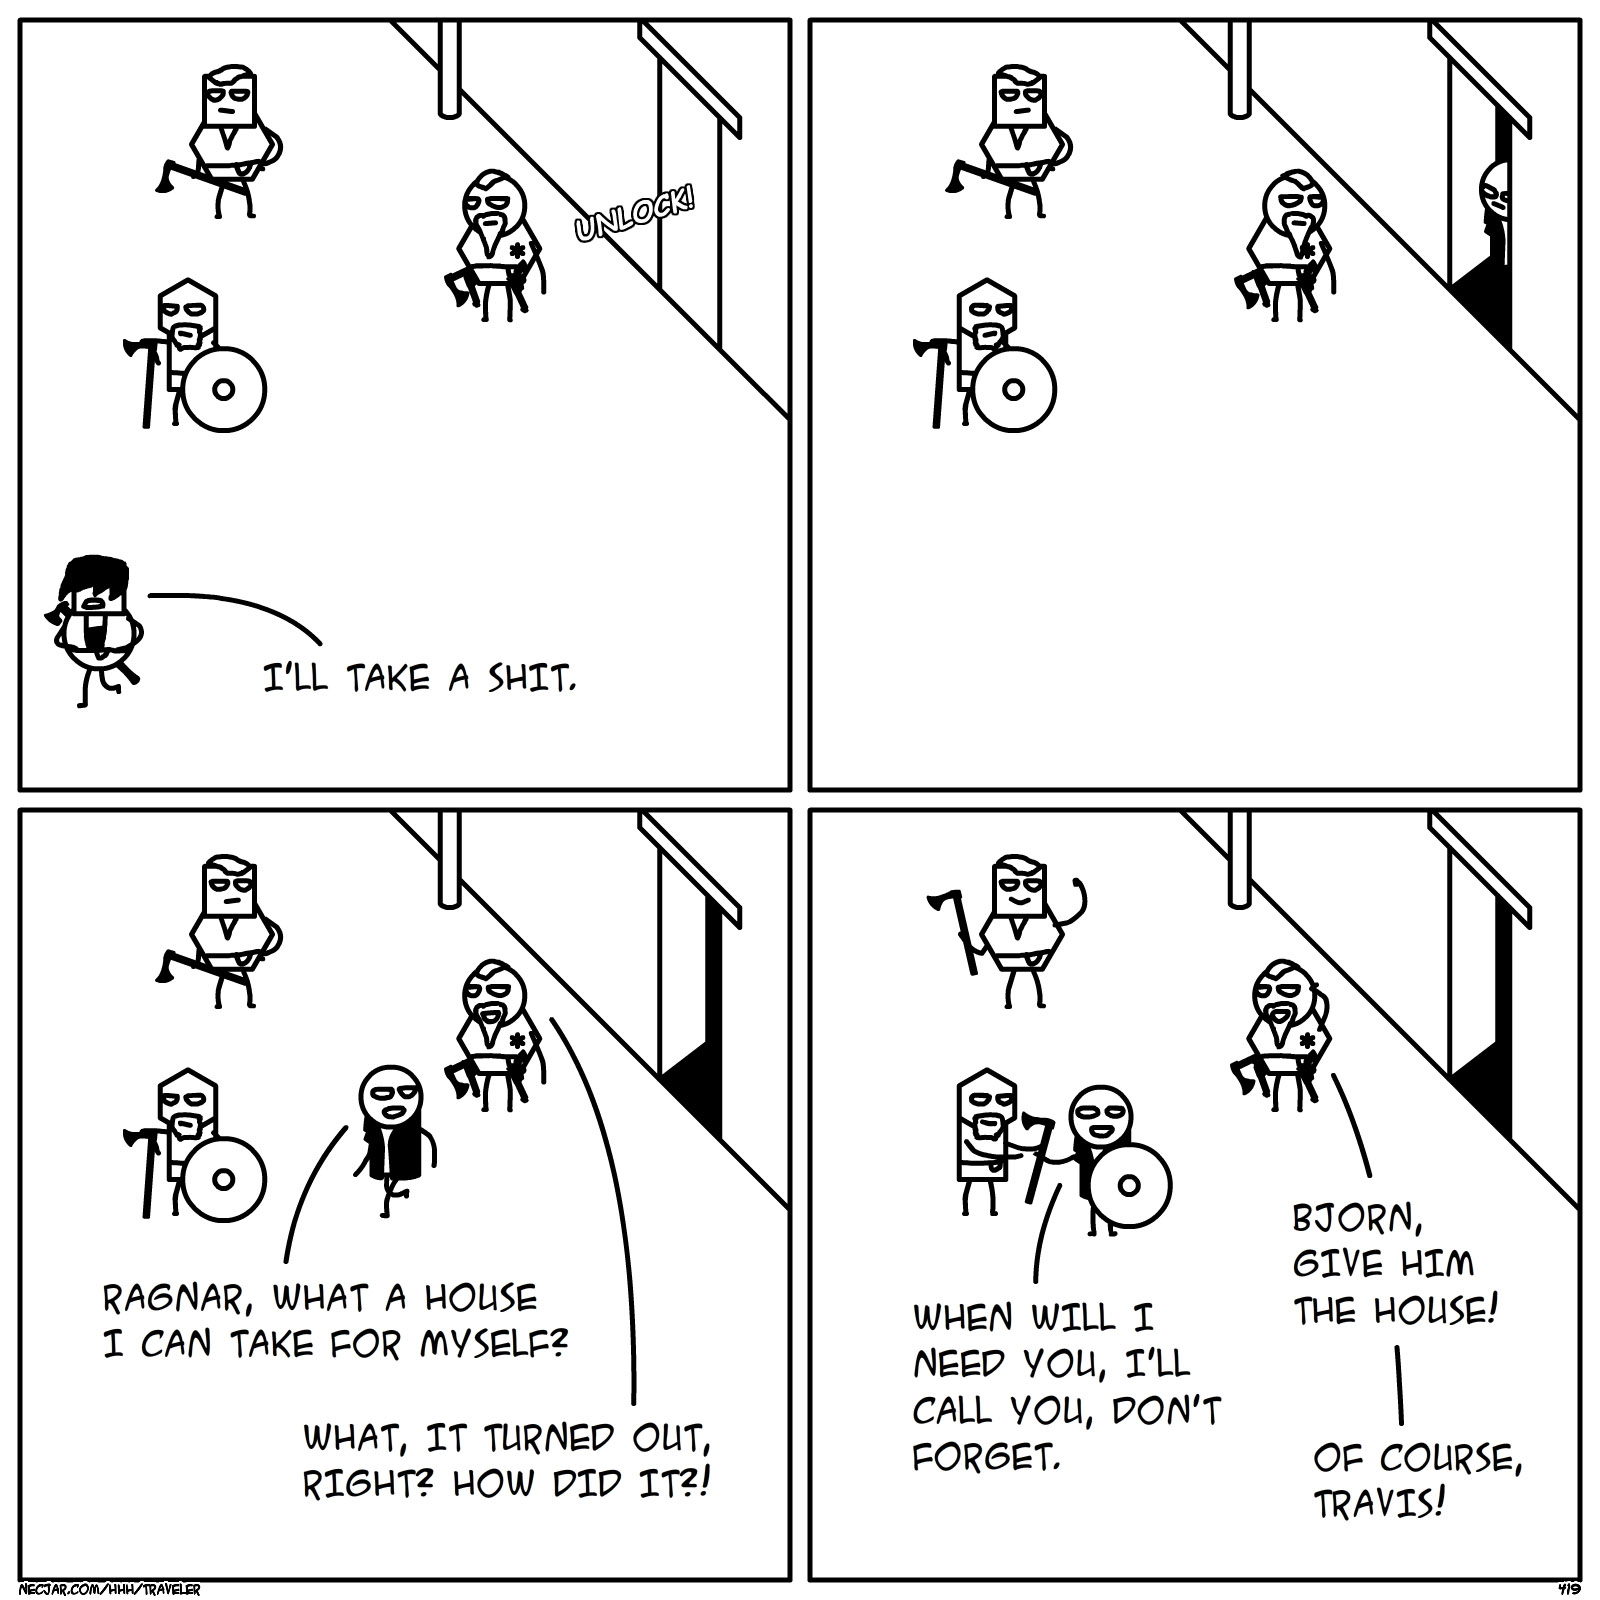 UNLOCK!
I'LL TAKE A SHIT.
RAGNAR, WHAT A HOUSE
I CAN TAKE FOR MYSELF?
WHAT, IT TURNED OUT,
RIGHT? HOW DID IT?!
WHEN WILL I
NEED YOU, I'LL
CALL YOU, DON'T
FORGET.
BJORN,
GIVE HIM
THE HOUSE!
OF COURSE,
TRAVIS!
NECJAR.COM/HHH/TRAVELER
419